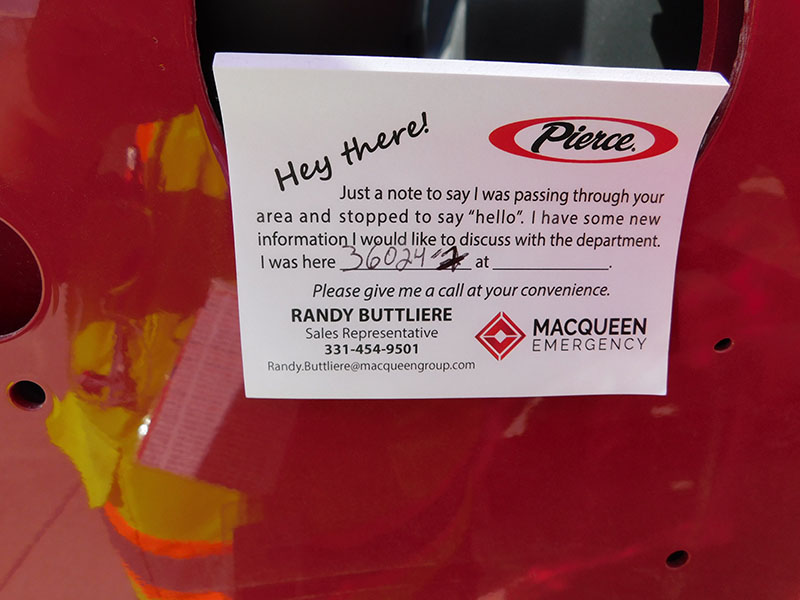 Hey there!
Pierce®
Just a note to say I was passing through your
area and stopped to say “hello”. I have some new
information I would like to discuss with the department.
I was here 36024 at ____________.
Please give me a call at your convenience.
RANDY BUTTLIERE
Sales Representative
331-454-9501
Randy.Buttliere@macqueengroup.com
MACQUEEN
EMERGENCY